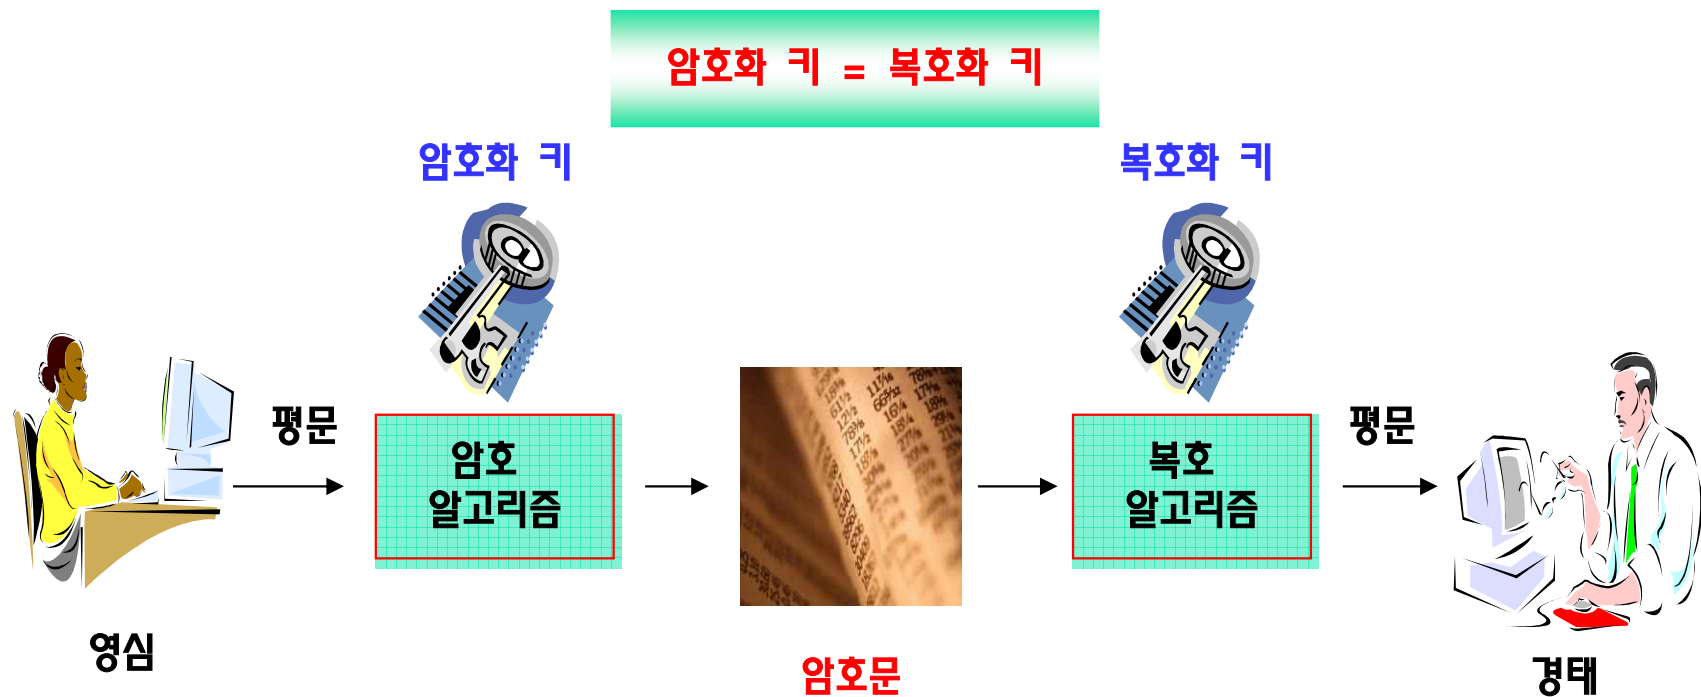 암호화 키 = 복호화 키
암호화 키
복호화 키
평문
암호
알고리즘
복호
알고리즘
평문
영심
암호문
경태